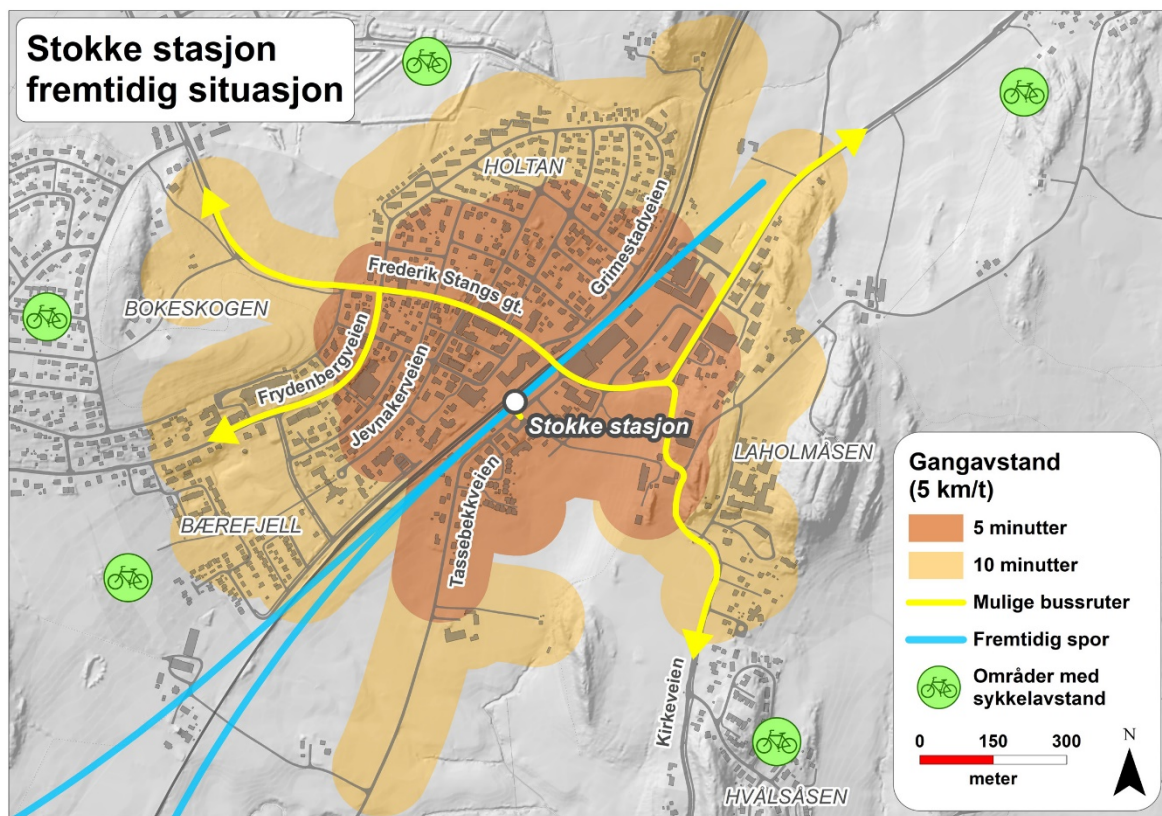 Stokke stasjon
fremtidig situasjon
HOLTAN
Grimestadveien
Frederik Stangs gt.
BOKESKOGEN
Frydenbergveien
Jevnakerveien
Stokke stasjon
LAHOLMÅSEN
BÆREFJELL
Tassebekkveien
Kirkeveien
HVÅLSÅSEN
Gangavstand
(5 km/t)
5 minutter
10 minutter
Mulige bussruter
Fremtidig spor
Områder med
sykkelavstand
0 150 300
meter
N